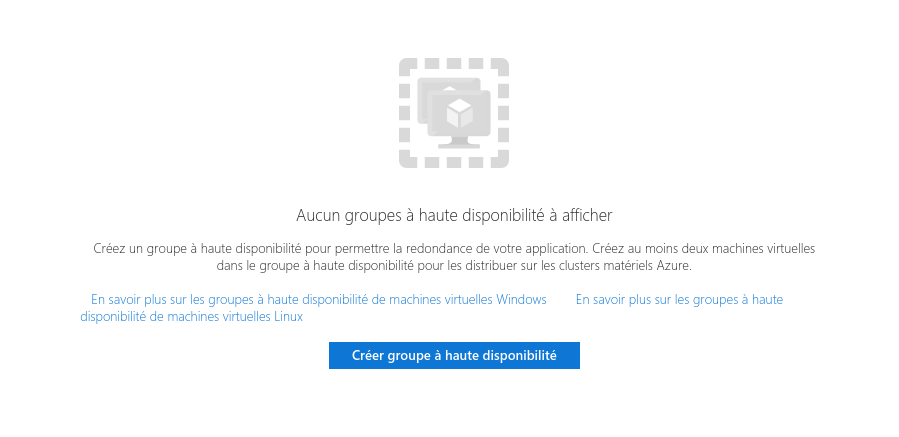 Aucun groupes à haute disponibilité à afficher
Créez un groupe à haute disponibilité pour permettre la redondance de votre application. Créez au moins deux machines virtuelles
dans le groupe à haute disponibilité pour les distribuer sur les clusters matériels Azure.
En savoir plus sur les groupes à haute disponibilité de machines virtuelles Windows En savoir plus sur les groupes à haute
disponibilité de machines virtuelles Linux
Créer groupe à haute disponibilité